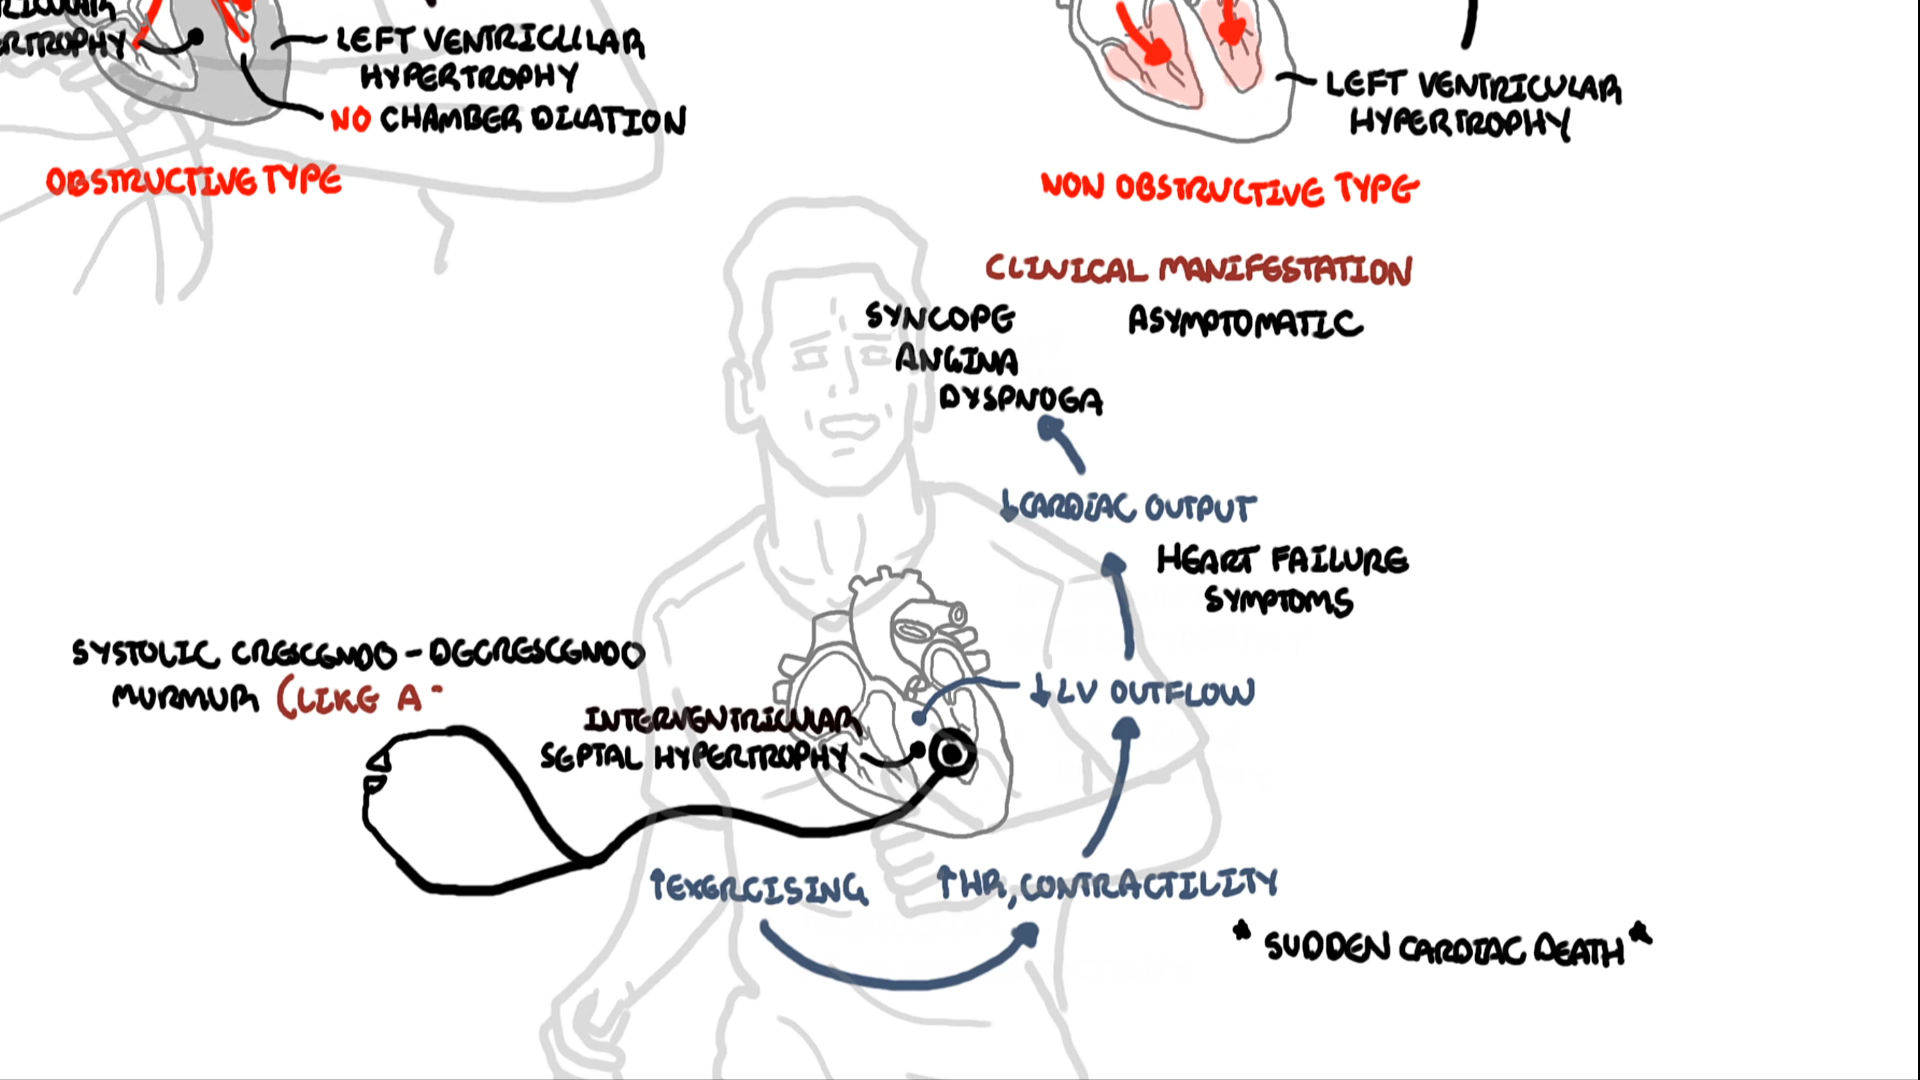 LEFT VENTRICULAR
HYPERTROPHY
NO CHAMBER DILATION
OBSTRUCTIVE TYPE
LEFT VENTRICULAR
HYPERTROPHY
NON OBSTRUCTIVE TYPE
CLINICAL MANIFESTATION
SYNCOPE
ASYMPTOMATIC
ANGINA
DYSPNOEA
↓CARDIAC OUTPUT
HEART FAILURE
SYMPTOMS
SYSTOLIC CRESCENDO - DECRESCENDO
MURMUR (LIKE A
INTERVENTRICULAR
SEPTAL HYPERTROPHY
↓LV OUTFLOW
↑EXERCISING
↑HR, CONTRACTILITY
* SUDDEN CARDIAC DEATH *